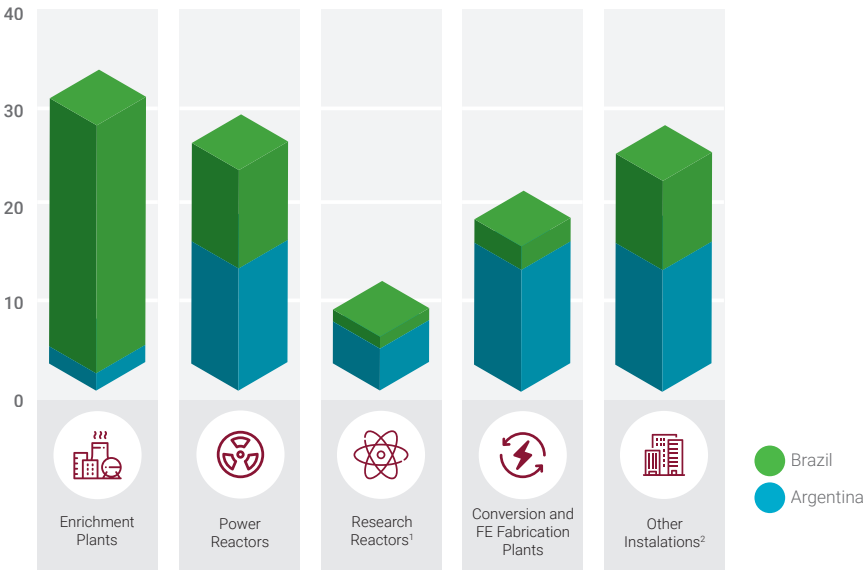 40
30
20
10
0
Enrichment
Plants
Power
Reactors
Research
Reactors¹
Conversion and
FE Fabrication
Plants
Other
Instalations²
Brazil
Argentina